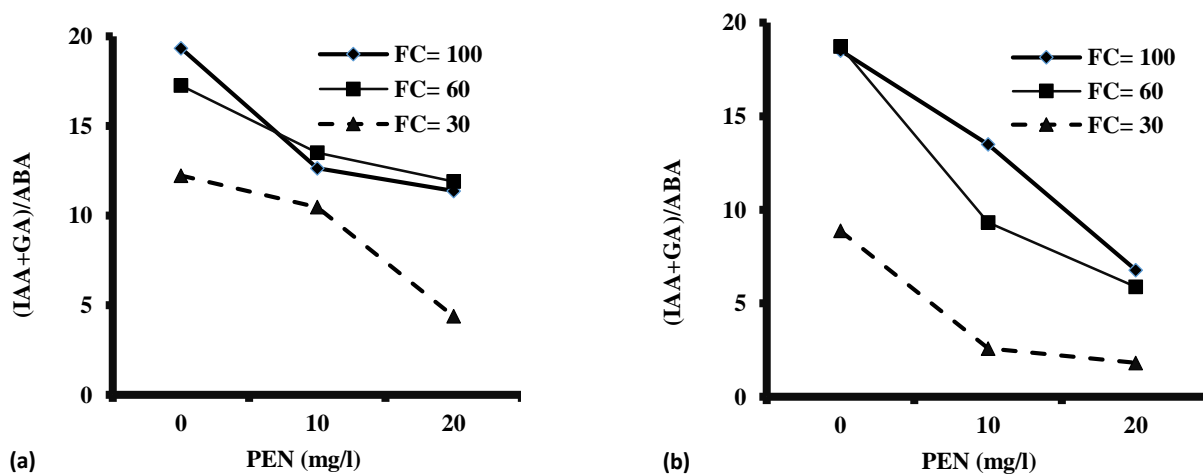 (IAA+GA)/ABA
20
15
10
5
0
0 10 20
PEN (mg/l)
FC= 100
FC= 60
FC= 30
(a)
(IAA+GA)/ABA
20
15
10
5
0
0 10 20
PEN (mg/l)
FC= 100
FC= 60
FC= 30
(b)